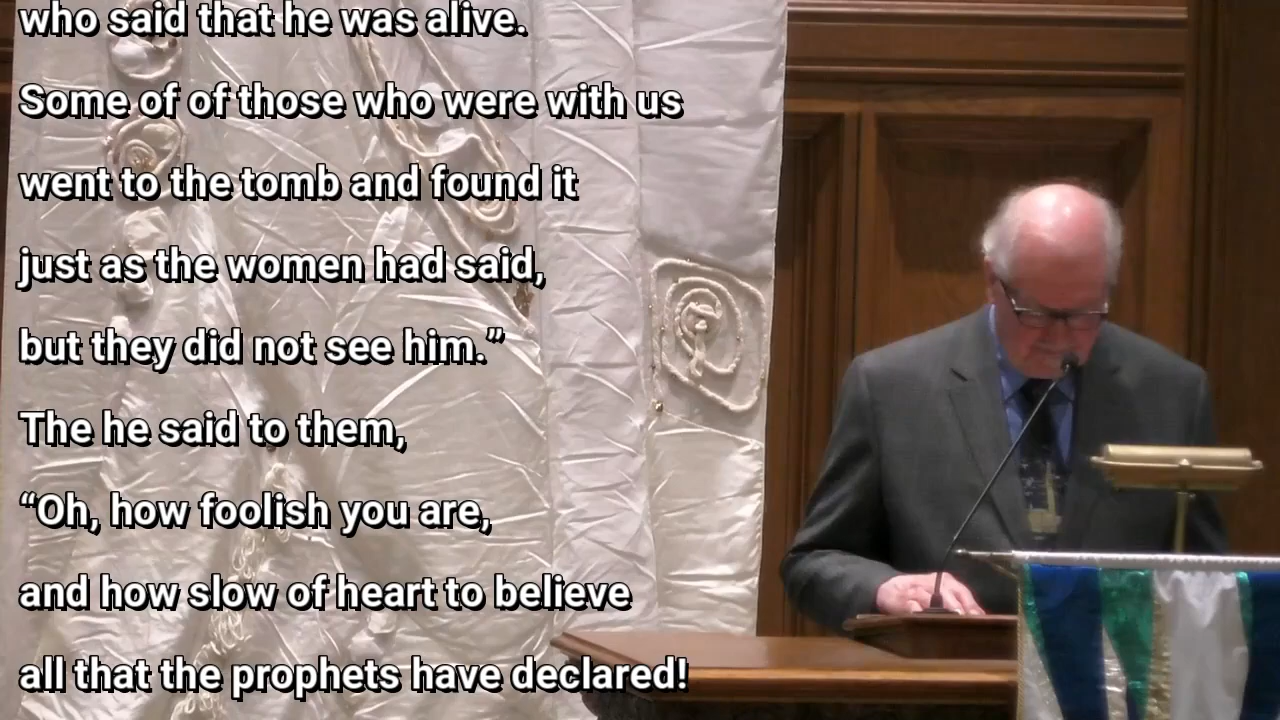 who said that he was alive.
Some of of those who were with us
went to the tomb and found it
just as the women had said,
but they did not see him.”
The he said to them,
“Oh, how foolish you are,
and how slow of heart to believe
all that the prophets have declared!